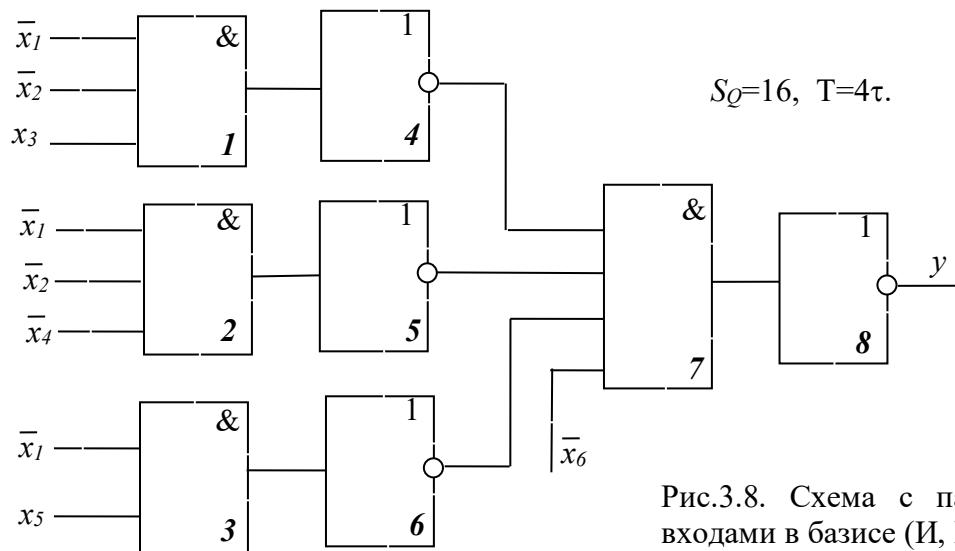 x̄1
x̄2
x3
&
1
1
4
SQ=16, T=4τ.
x̄1
x̄2
x̄4
&
2
1
5
x̄1
x5
&
3
1
6
&
7
x̄6
1
8
y
Рис.3.8. Схема с
входами в базисе (И,